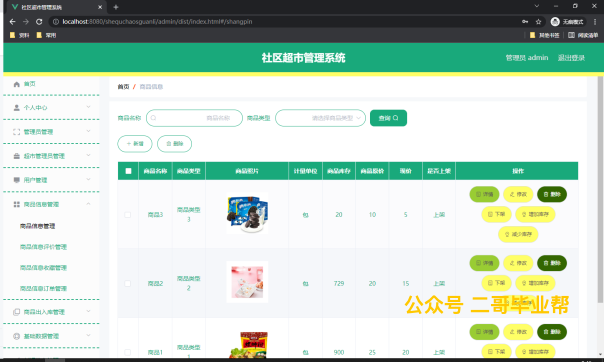 社区超市管理系统
localhost:8080/shequchaoshiguanli/admin/dist/index.html#/shangpin
无痕模式
资料 常用 其他书签 阅读清单
社区超市管理系统 管理员 admin 退出登录
首页
个人中心
管理员管理
超市管理员管理
用户管理
商品信息管理
商品信息管理
商品信息评价管理
商品信息收藏管理
商品信息订单管理
商品出入库管理
基础数据管理
首页 / 商品信息
商品名称 商品名称 商品类型 请选择商品类型 查询
+ 新增 删除
商品名称 商品类型 商品照片 计量单位 商品库存 商品原价 现价 是否上架 操作
商品3 商品类型3 包 20 10 5 上架 详情 修改 删除
下架 增加库存
减少库存
商品2 商品类型2 包 729 20 15 上架 详情 修改 删除
下架 增加库存
公众号 二哥毕业帮
商品1 商品类型 包 900 25 20 上架 详情 修改 删除
下架 增加库存